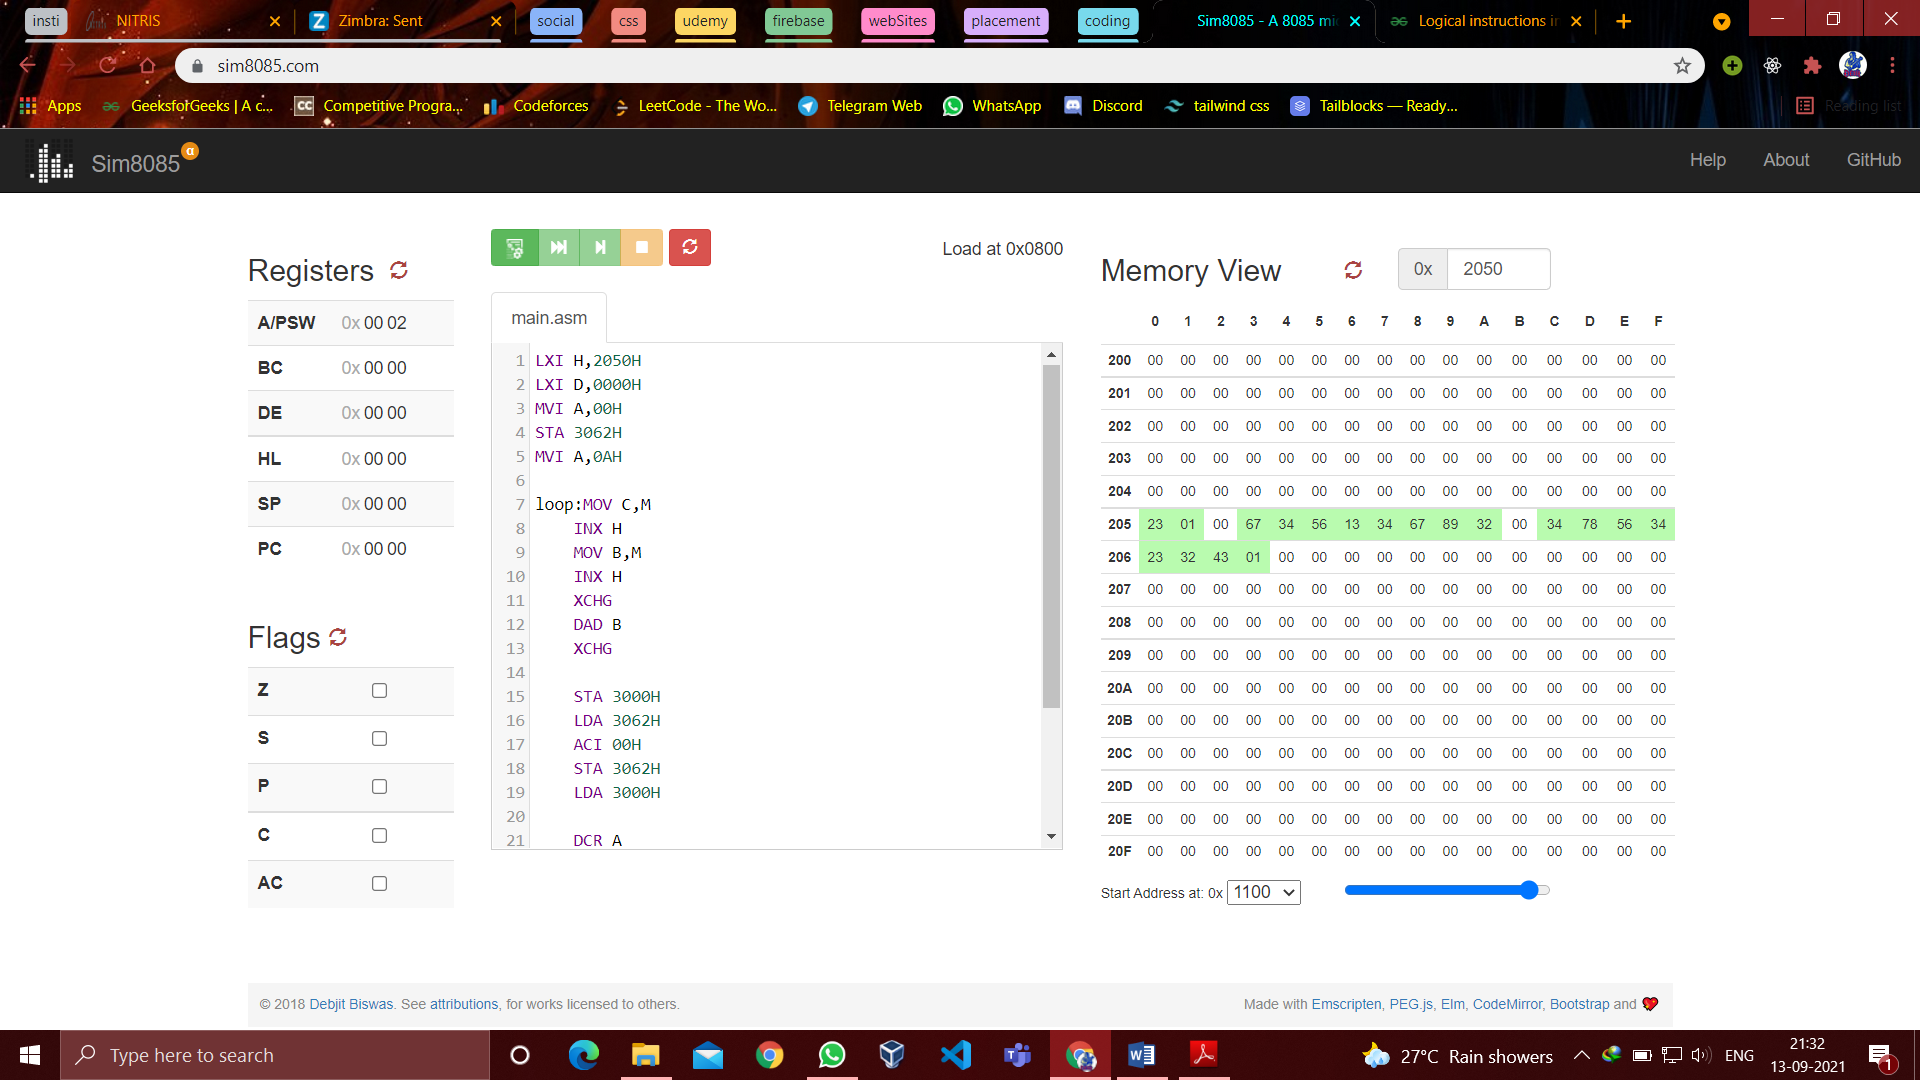 insti NITRIS Zimbra: Sent social css udemy firebase webSites placement coding Sim8085 - A 8085 mi Logical instructions in
sim8085.com
Apps GeeksforGeeks | A c... Competitive Progra... Codeforces LeetCode - The Wo... Telegram Web WhatsApp Discord tailwind css Tailblocks — Ready... Reading list
Sim8085 α Help About GitHub
Load at 0x0800
Registers
A/PSW 0x 00 02
BC 0x 00 00
DE 0x 00 00
HL 0x 00 00
SP 0x 00 00
PC 0x 00 00
Flags
Z
S
P
C
AC
main.asm
1 LXI H,2050H
2 LXI D,0000H
3 MVI A,00H
4 STA 3062H
5 MVI A,0AH
6
7 loop:MOV C,M
8 INX H
9 MOV B,M
10 INX H
11 XCHG
12 DAD B
13 XCHG
14
15 STA 3000H
16 LDA 3062H
17 ACI 00H
18 STA 3062H
19 LDA 3000H
20
21 DCR A
Memory View 0x 2050
0 1 2 3 4 5 6 7 8 9 A B C D E F
200 00 00 00 00 00 00 00 00 00 00 00 00 00 00 00 00
201 00 00 00 00 00 00 00 00 00 00 00 00 00 00 00 00
202 00 00 00 00 00 00 00 00 00 00 00 00 00 00 00 00
203 00 00 00 00 00 00 00 00 00 00 00 00 00 00 00 00
204 00 00 00 00 00 00 00 00 00 00 00 00 00 00 00 00
205 23 01 00 67 34 56 13 34 67 89 32 00 34 78 56 34
206 23 32 43 01 00 00 00 00 00 00 00 00 00 00 00 00
207 00 00 00 00 00 00 00 00 00 00 00 00 00 00 00 00
208 00 00 00 00 00 00 00 00 00 00 00 00 00 00 00 00
209 00 00 00 00 00 00 00 00 00 00 00 00 00 00 00 00
20A 00 00 00 00 00 00 00 00 00 00 00 00 00 00 00 00
20B 00 00 00 00 00 00 00 00 00 00 00 00 00 00 00 00
20C 00 00 00 00 00 00 00 00 00 00 00 00 00 00 00 00
20D 00 00 00 00 00 00 00 00 00 00 00 00 00 00 00 00
20E 00 00 00 00 00 00 00 00 00 00 00 00 00 00 00 00
20F 00 00 00 00 00 00 00 00 00 00 00 00 00 00 00 00
Start Address at: 0x 1100
© 2018 Debjit Biswas. See attributions, for works licensed to others. Made with Emscripten, PEG.js, Elm, CodeMirror, Bootstrap and
Type here to search 27°C Rain showers ENG 21:32
13-09-2021 1